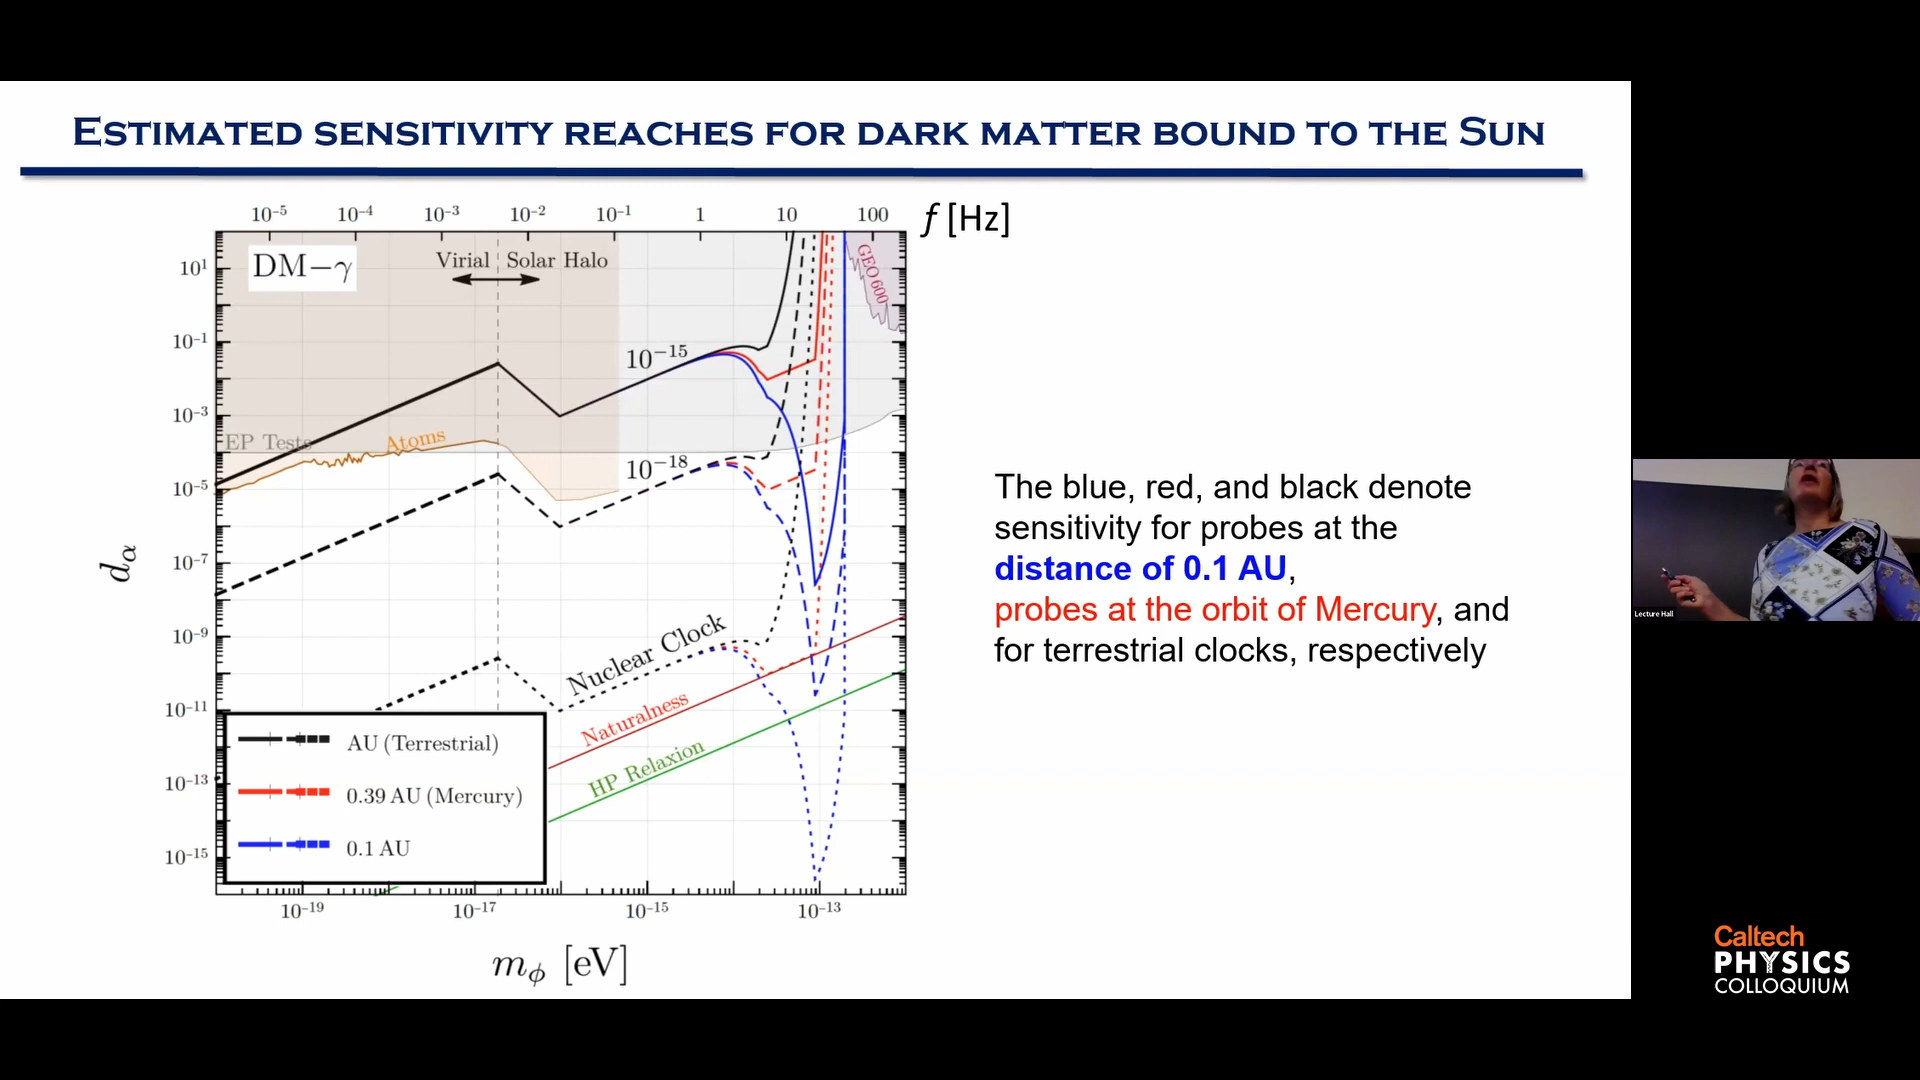 ESTIMATED SENSITIVITY REACHES FOR DARK MATTER BOUND TO THE SUN
10⁻⁵ 10⁻⁴ 10⁻³ 10⁻² 10⁻¹ 1 10 100 f [Hz]
DM−γ
Virial Solar Halo
GEO600
10¹
10⁻¹
10⁻¹⁵
10⁻³
EP Tests Atoms
10⁻¹⁸
10⁻⁵
10⁻⁷
dα
10⁻⁹
Nuclear Clock
10⁻¹¹
Naturalness
HP Relaxion
10⁻¹³
10⁻¹⁵
AU (Terrestrial)
0.39 AU (Mercury)
0.1 AU
10⁻¹⁹ 10⁻¹⁷ 10⁻¹⁵ 10⁻¹³
mϕ [eV]
The blue, red, and black denote
sensitivity for probes at the
distance of 0.1 AU,
probes at the orbit of Mercury, and
for terrestrial clocks, respectively
Lecture Hall
Caltech
PHYSICS
COLLOQUIUM